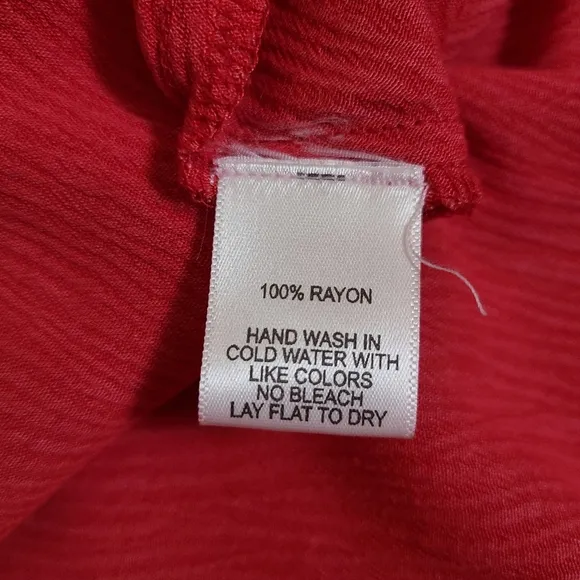 100% RAYON
HAND WASH IN
COLD WATER WITH
LIKE COLORS
NO BLEACH
LAY FLAT TO DRY